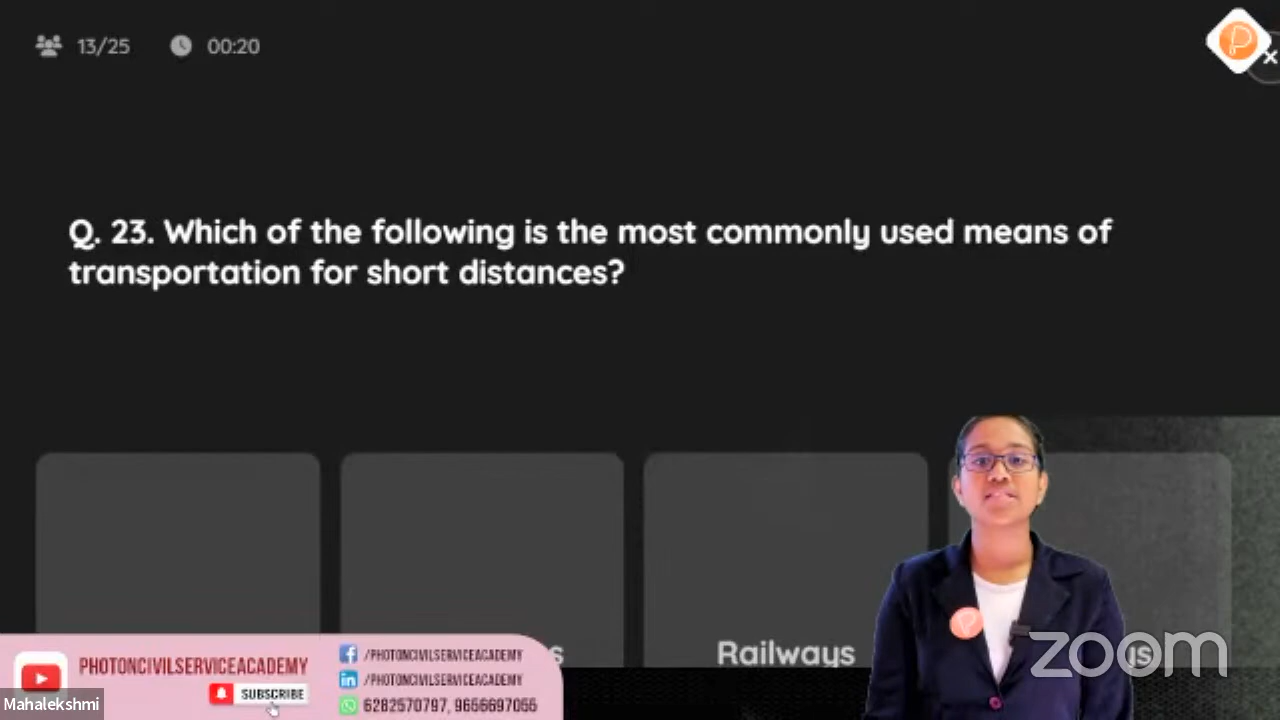 13/25
00:20
Q. 23. Which of the following is the most commonly used means of
transportation for short distances?
Railways
zoom
PHOTONCIVILSERVICEACADEMY
SUBSCRIBE
/PHOTONCIVILSERVICEACADEMY
/PHOTONCIVILSERVICEACADEMY
6282570797, 9656697055
Mahalekshmi